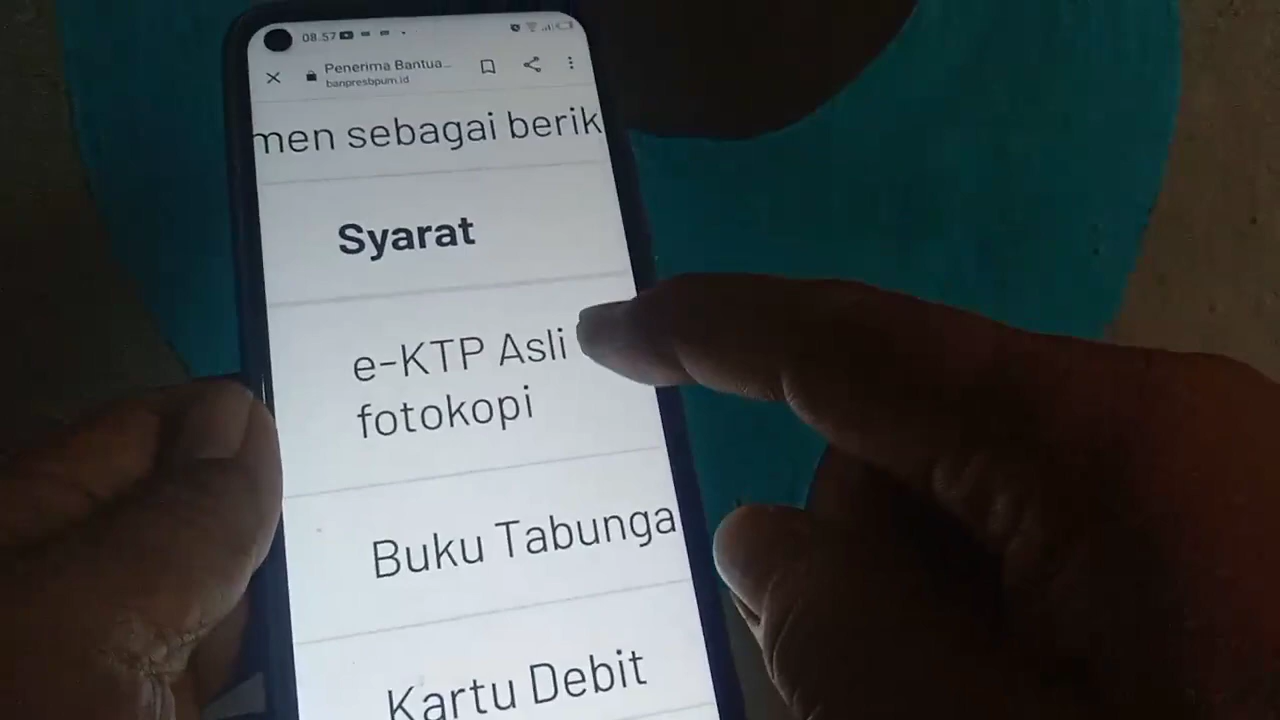 08.57
Penerima Bantua...
banpresbpum.id
men sebagai berik
Syarat
e-KTP Asli
fotokopi
Buku Tabunga
Kartu Debit